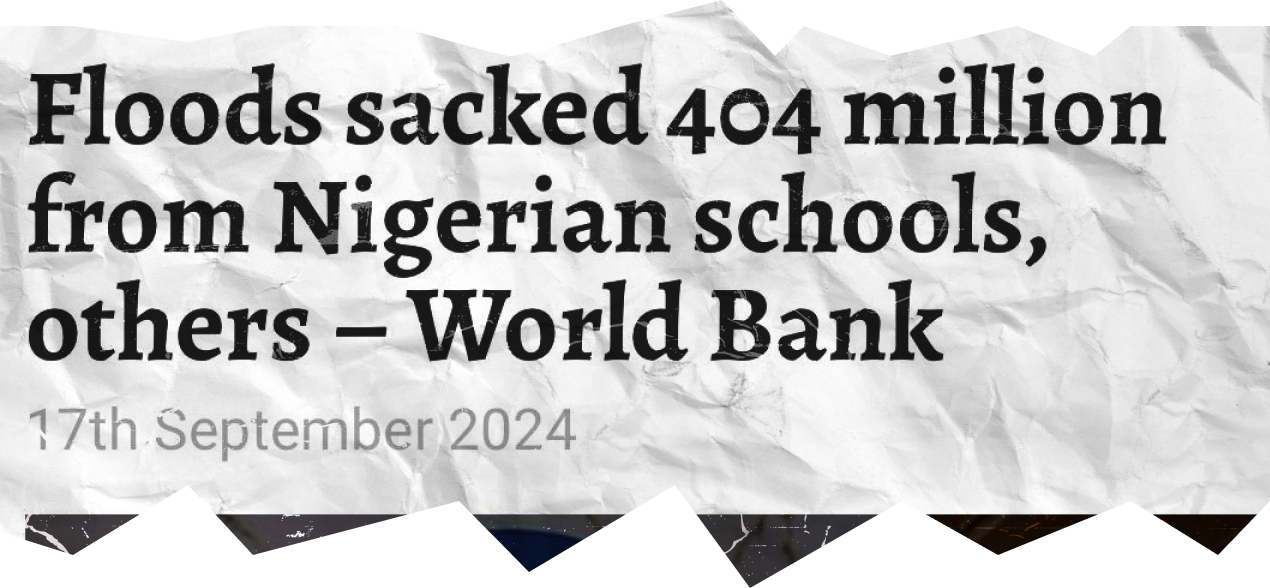 Floods sacked 404 million
from Nigerian schools,
others – World Bank
17th September 2024